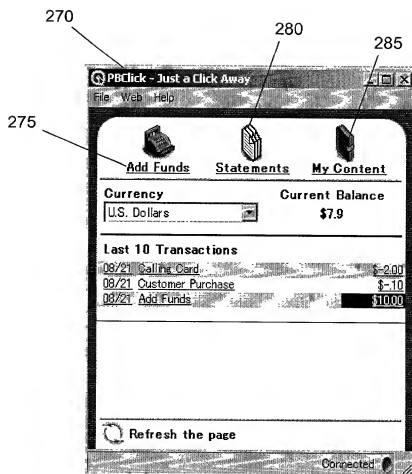 270
280
285
PBClick - Just a Click Away
File Web Help
275
Add Funds Statements My Content
Currency Current Balance
U.S. Dollars $7.9
Last 10 Transactions
08/21 Calling Card $-2.00
08/21 Customer Purchase $-.10
08/21 Add Funds $10.00
Refresh the page
Connected